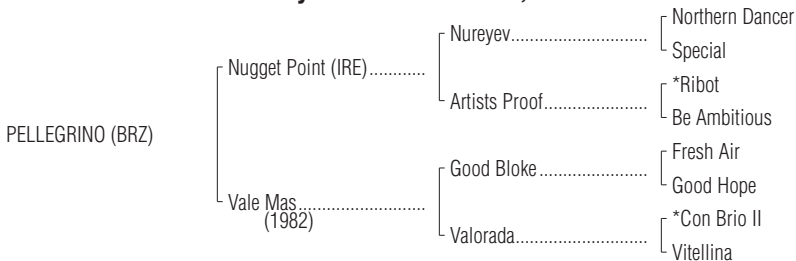 Northern Dancer
Nureyev
Special
Nugget Point (IRE)
*Ribot
Artists Proof
Be Ambitious
PELLEGRINO (BRZ)
Fresh Air
Good Bloke
Good Hope
Vale Mas
(1982)
*Con Brio II
Valorada
Vitellina